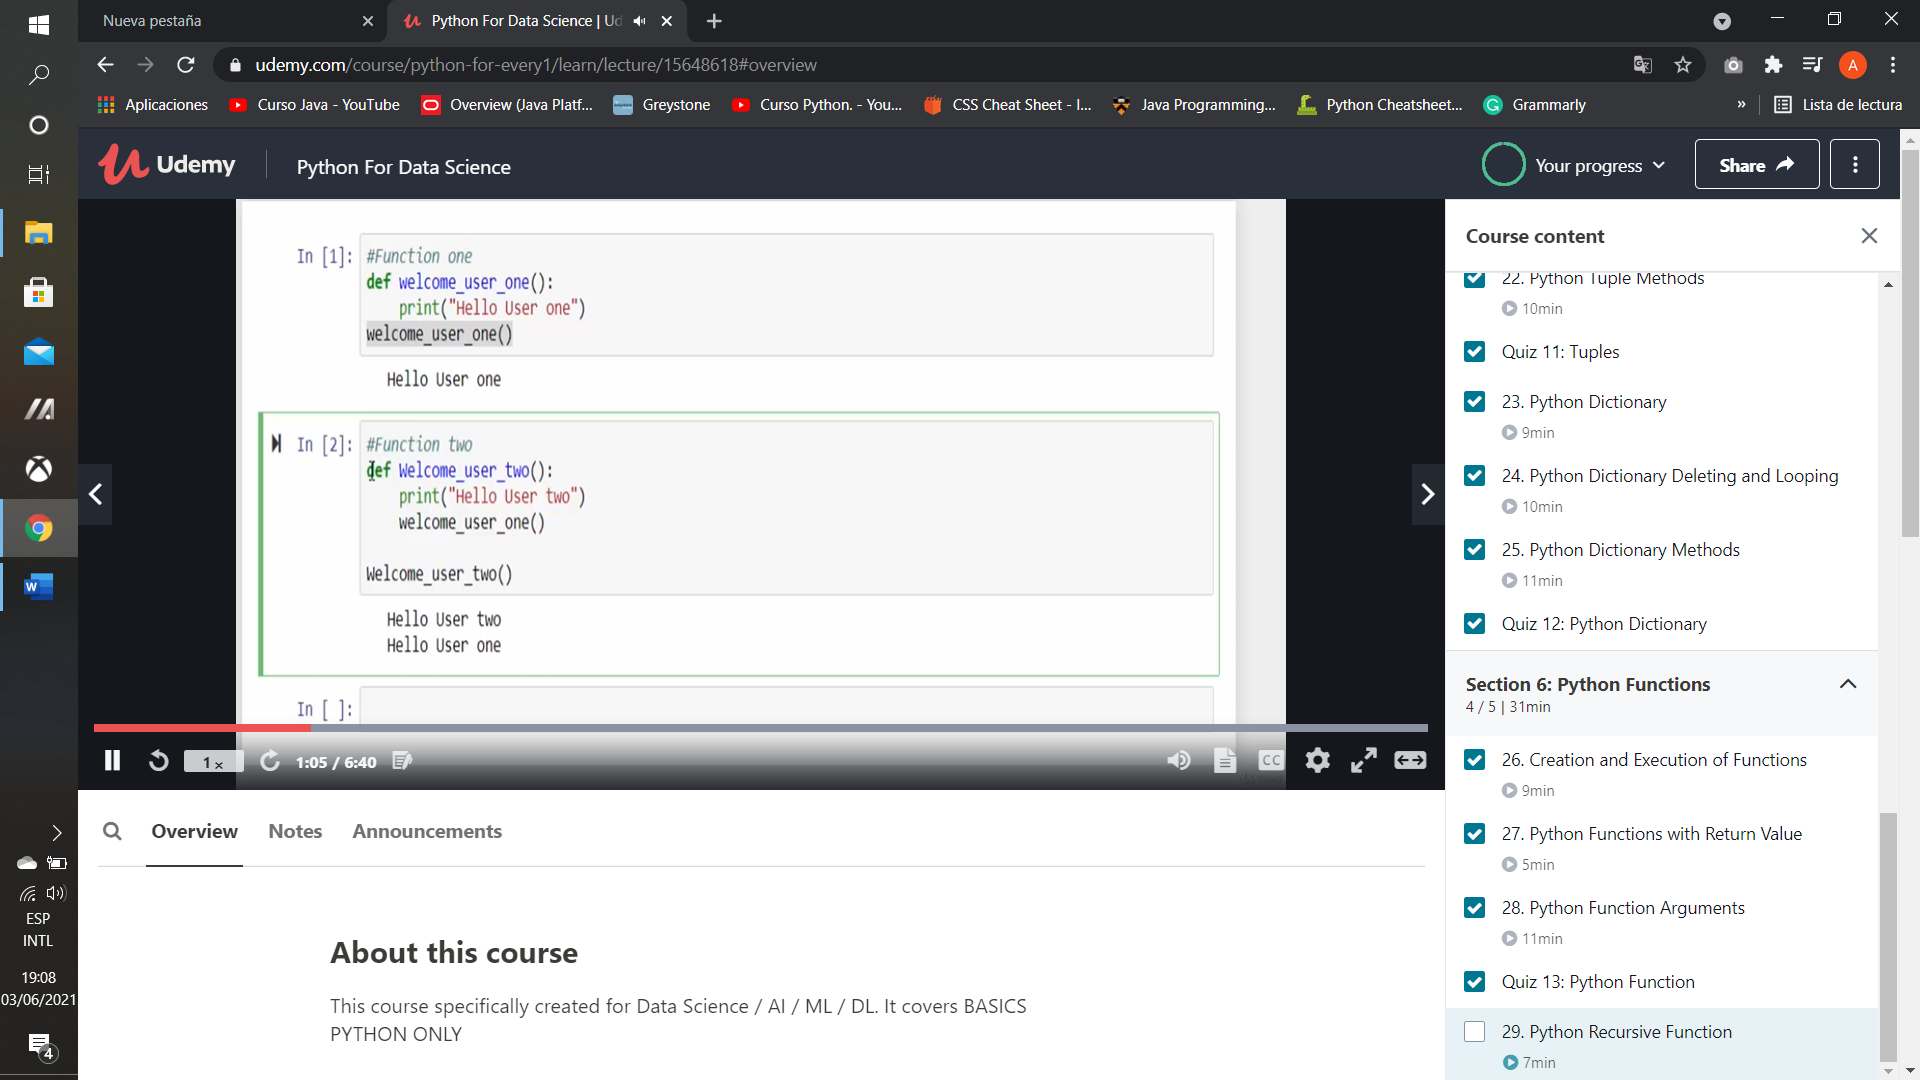 Nueva pestaña
Python For Data Science | Ud
udemy.com/course/python-for-every1/learn/lecture/15648618#overview
A
Aplicaciones
Curso Java - YouTube
Overview (Java Platf...
Greystone
Curso Python. - You...
CSS Cheat Sheet - I...
Java Programming...
Python Cheatsheet...
Grammarly
»
Lista de lectura
Udemy
Python For Data Science
Your progress
Share
In [1]:
#Function one
def welcome_user_one():
print("Hello User one")
welcome_user_one()
Hello User one
In [2]:
#Function two
def Welcome_user_two():
print("Hello User two")
welcome_user_one()
Welcome_user_two()
Hello User two
Hello User one
In [ ]:
1 x
1:05 / 6:40
CC
Overview
Notes
Announcements
About this course
This course specifically created for Data Science / AI / ML / DL. It covers BASICS
PYTHON ONLY
Course content
22. Python Tuple Methods
10min
Quiz 11: Tuples
23. Python Dictionary
9min
24. Python Dictionary Deleting and Looping
10min
25. Python Dictionary Methods
11min
Quiz 12: Python Dictionary
Section 6: Python Functions
4 / 5 | 31min
26. Creation and Execution of Functions
9min
27. Python Functions with Return Value
5min
28. Python Function Arguments
11min
Quiz 13: Python Function
29. Python Recursive Function
7min
W
ESP
INTL
19:08
03/06/2021
4